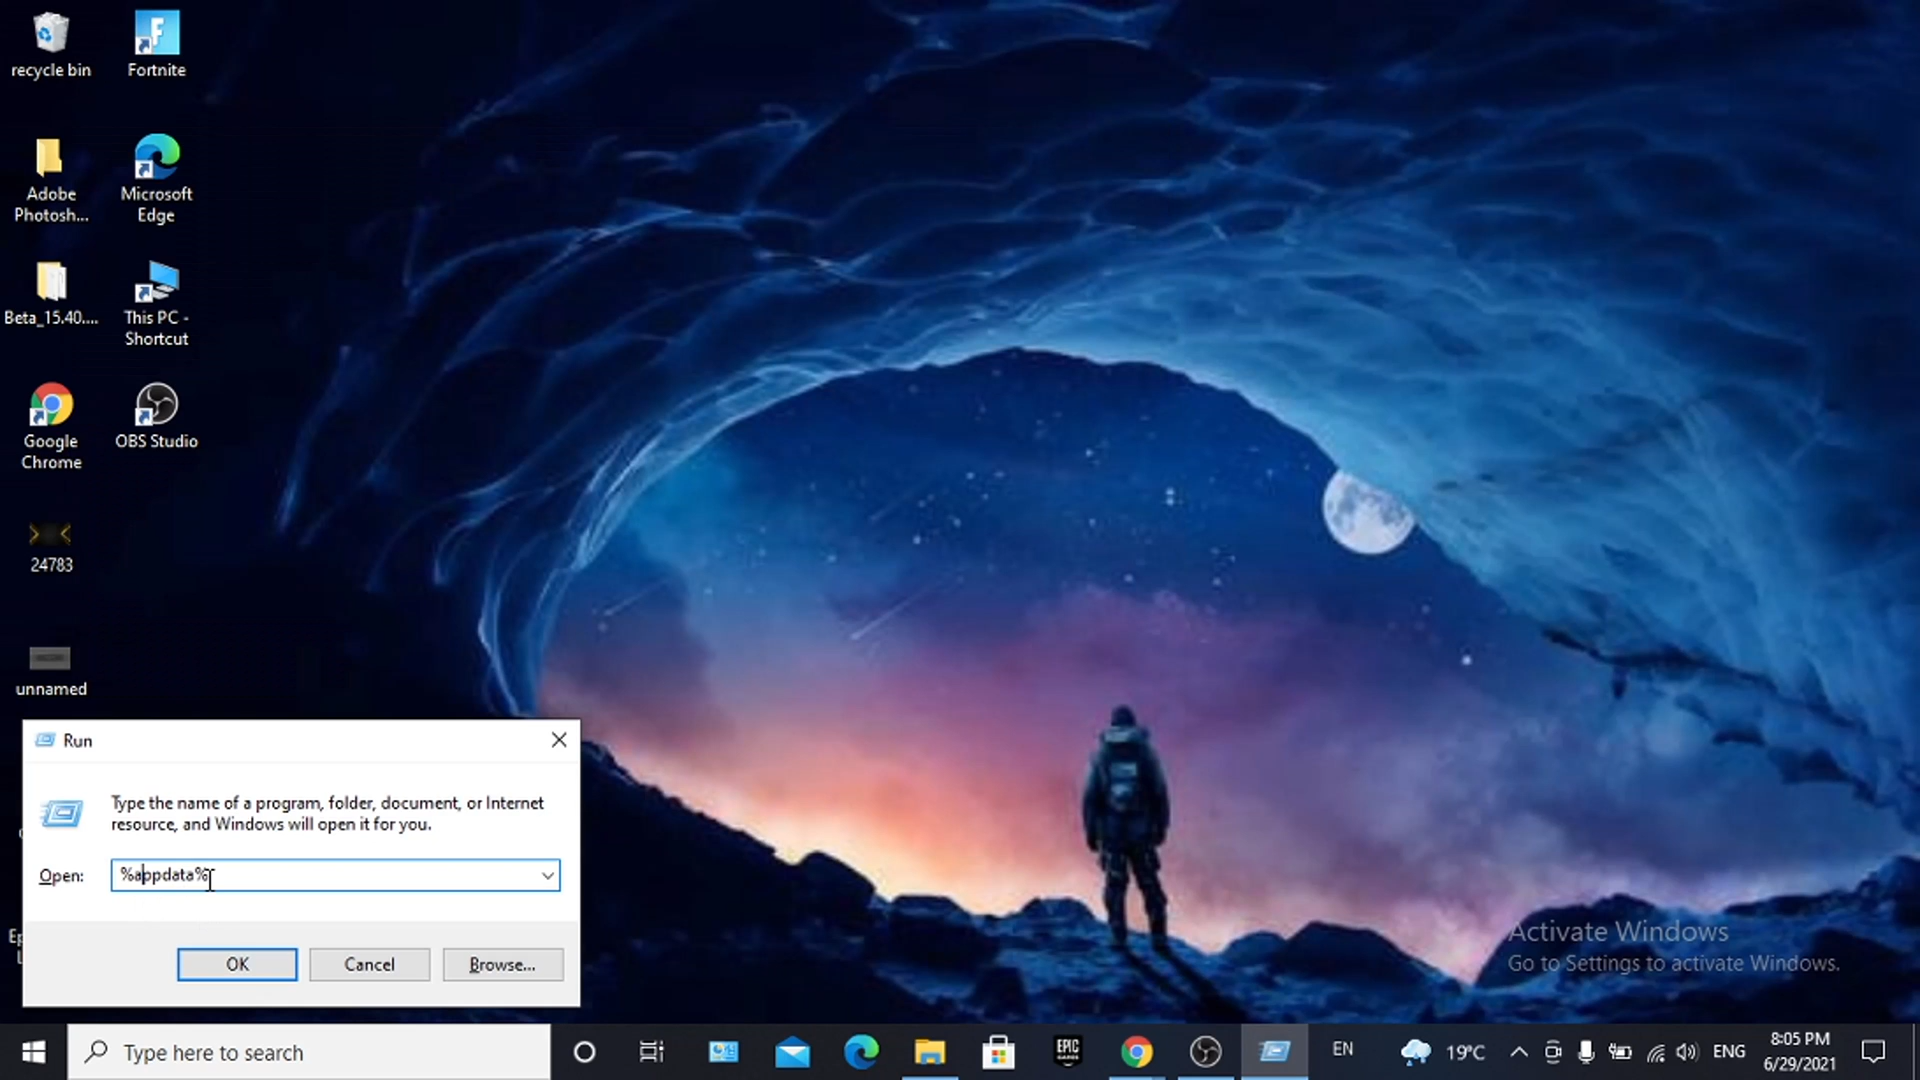 recycle bin
Fortnite
Adobe
Photosh...
Microsoft
Edge
Beta_15.40....
This PC -
Shortcut
Google
Chrome
OBS Studio
24783
unnamed
Run
Type the name of a program, folder, document, or Internet
resource, and Windows will open it for you.
Open:
%appdata%
OK
Cancel
Browse...
Activate Windows
Go to Settings to activate Windows.
Type here to search
EPIC
GAMES
EN
19°C
ENG
8:05 PM
6/29/2021